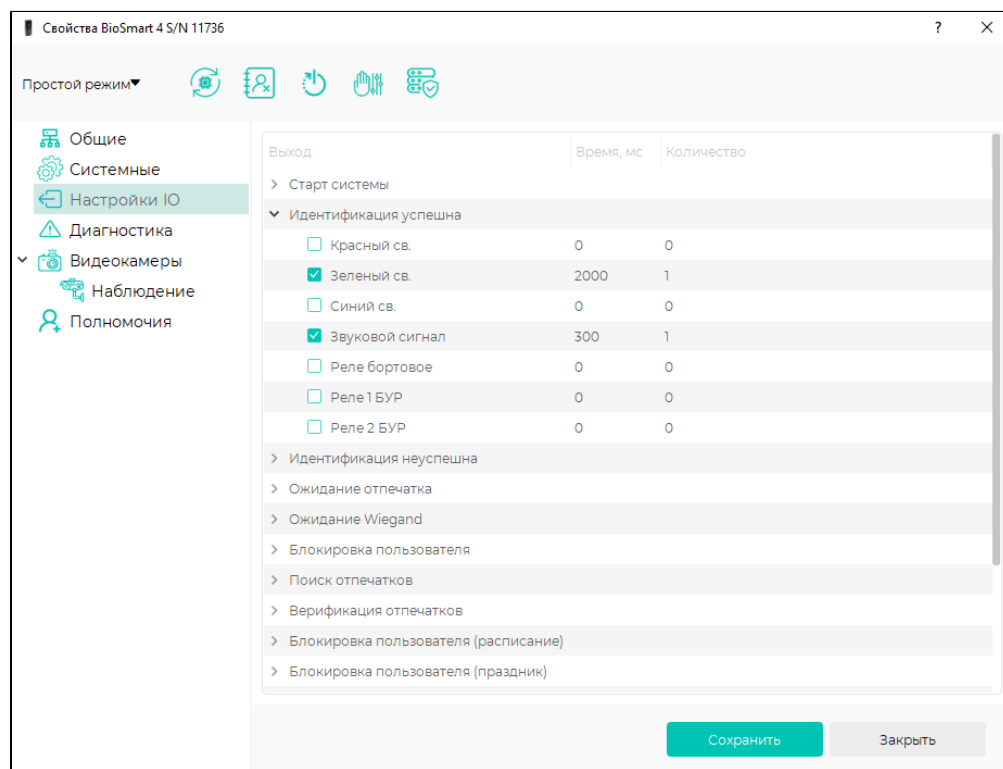 Свойства BioSmart 4 S/N 11736 ?
Простой режим
Общие
Системные
Настройки IO
Диагностика
Видеокамеры
Наблюдение
Полномочия
Выход Время, мс Количество
Старт системы
Идентификация успешна
Красный св. 0 0
Зеленый св. 2000 1
Синий св. 0 0
Звуковой сигнал 300 1
Реле бортовое 0 0
Реле 1 БУР 0 0
Реле 2 БУР 0 0
Идентификация неуспешна
Ожидание отпечатка
Ожидание Wiegand
Блокировка пользователя
Поиск отпечатков
Верификация отпечатков
Блокировка пользователя (расписание)
Блокировка пользователя (праздник)
Сохранить Закрыть